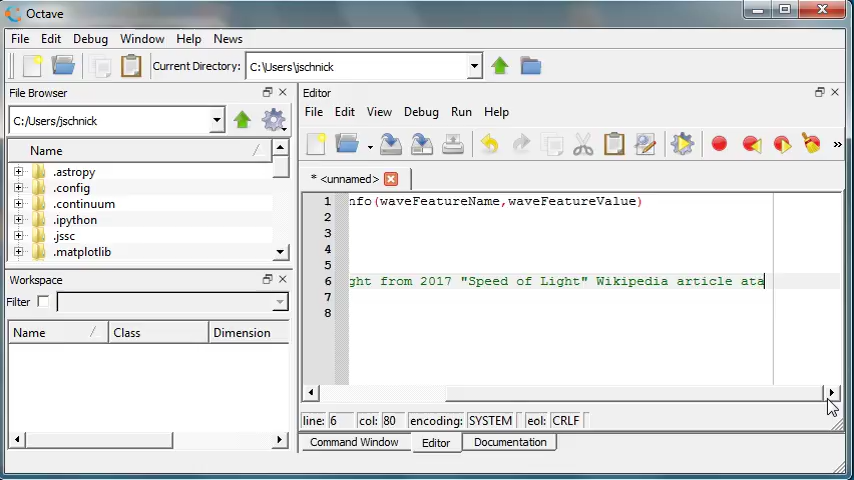 Octave
File Edit Debug Window Help News
Current Directory: C:\Users\jschnick
File Browser
C:/Users/jschnick
Name
.astropy
.config
.continuum
.ipython
.jssc
.matplotlib
Workspace
Filter
Name Class Dimension
Editor
File Edit View Debug Run Help
»
* <unnamed>
1 nfo(waveFeatureName,waveFeatureValue)
2
3
4
5
6 ght from 2017 "Speed of Light" Wikipedia article ata
7
8
line: 6 col: 80 encoding: SYSTEM eol: CRLF
Command Window Editor Documentation